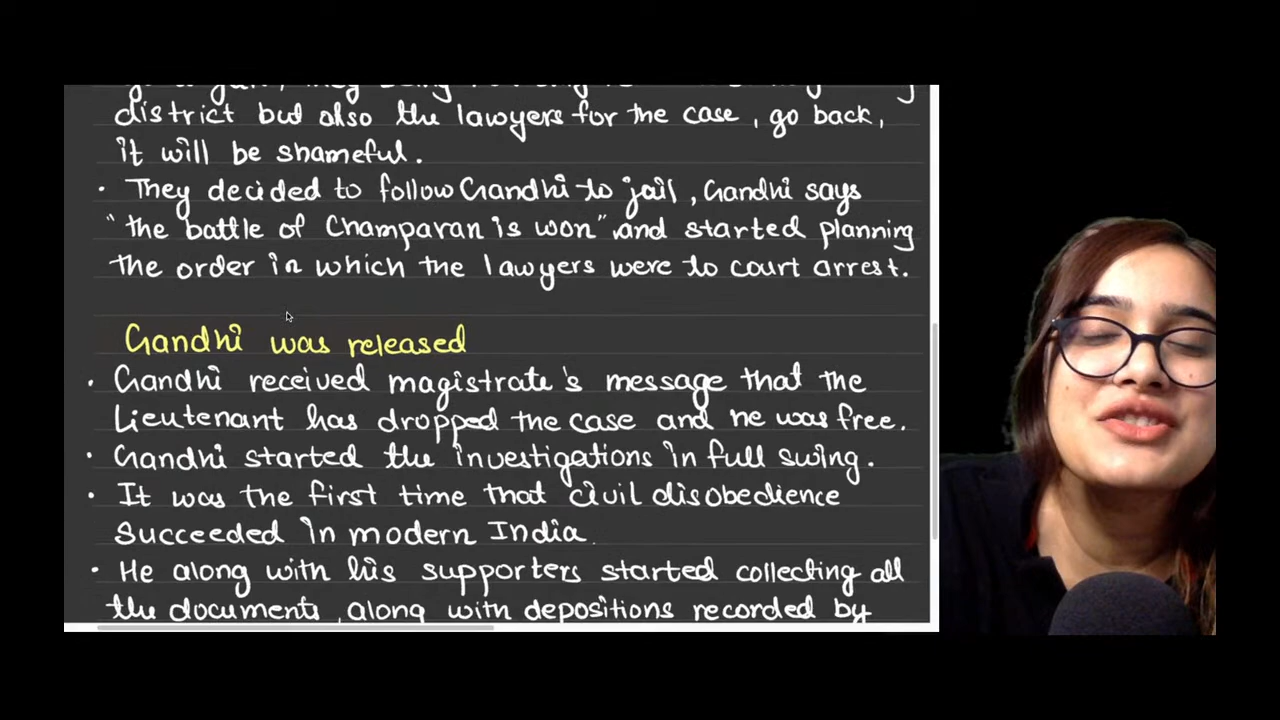 district but also the lawyers for the case, go back,
it will be shameful.
• They decided to follow Gandhi to jail, Gandhi says
"the battle of Champaran is won" and started planning
the order in which the lawyers were to court arrest.
Gandhi was released
• Gandhi received magistrate's message that the
Lieutenant has dropped the case and he was free.
• Gandhi started the investigations in full swing.
• It was the first time that civil disobedience
succeeded in modern India.
• He along with his supporters started collecting all
the documents, along with depositions recorded by